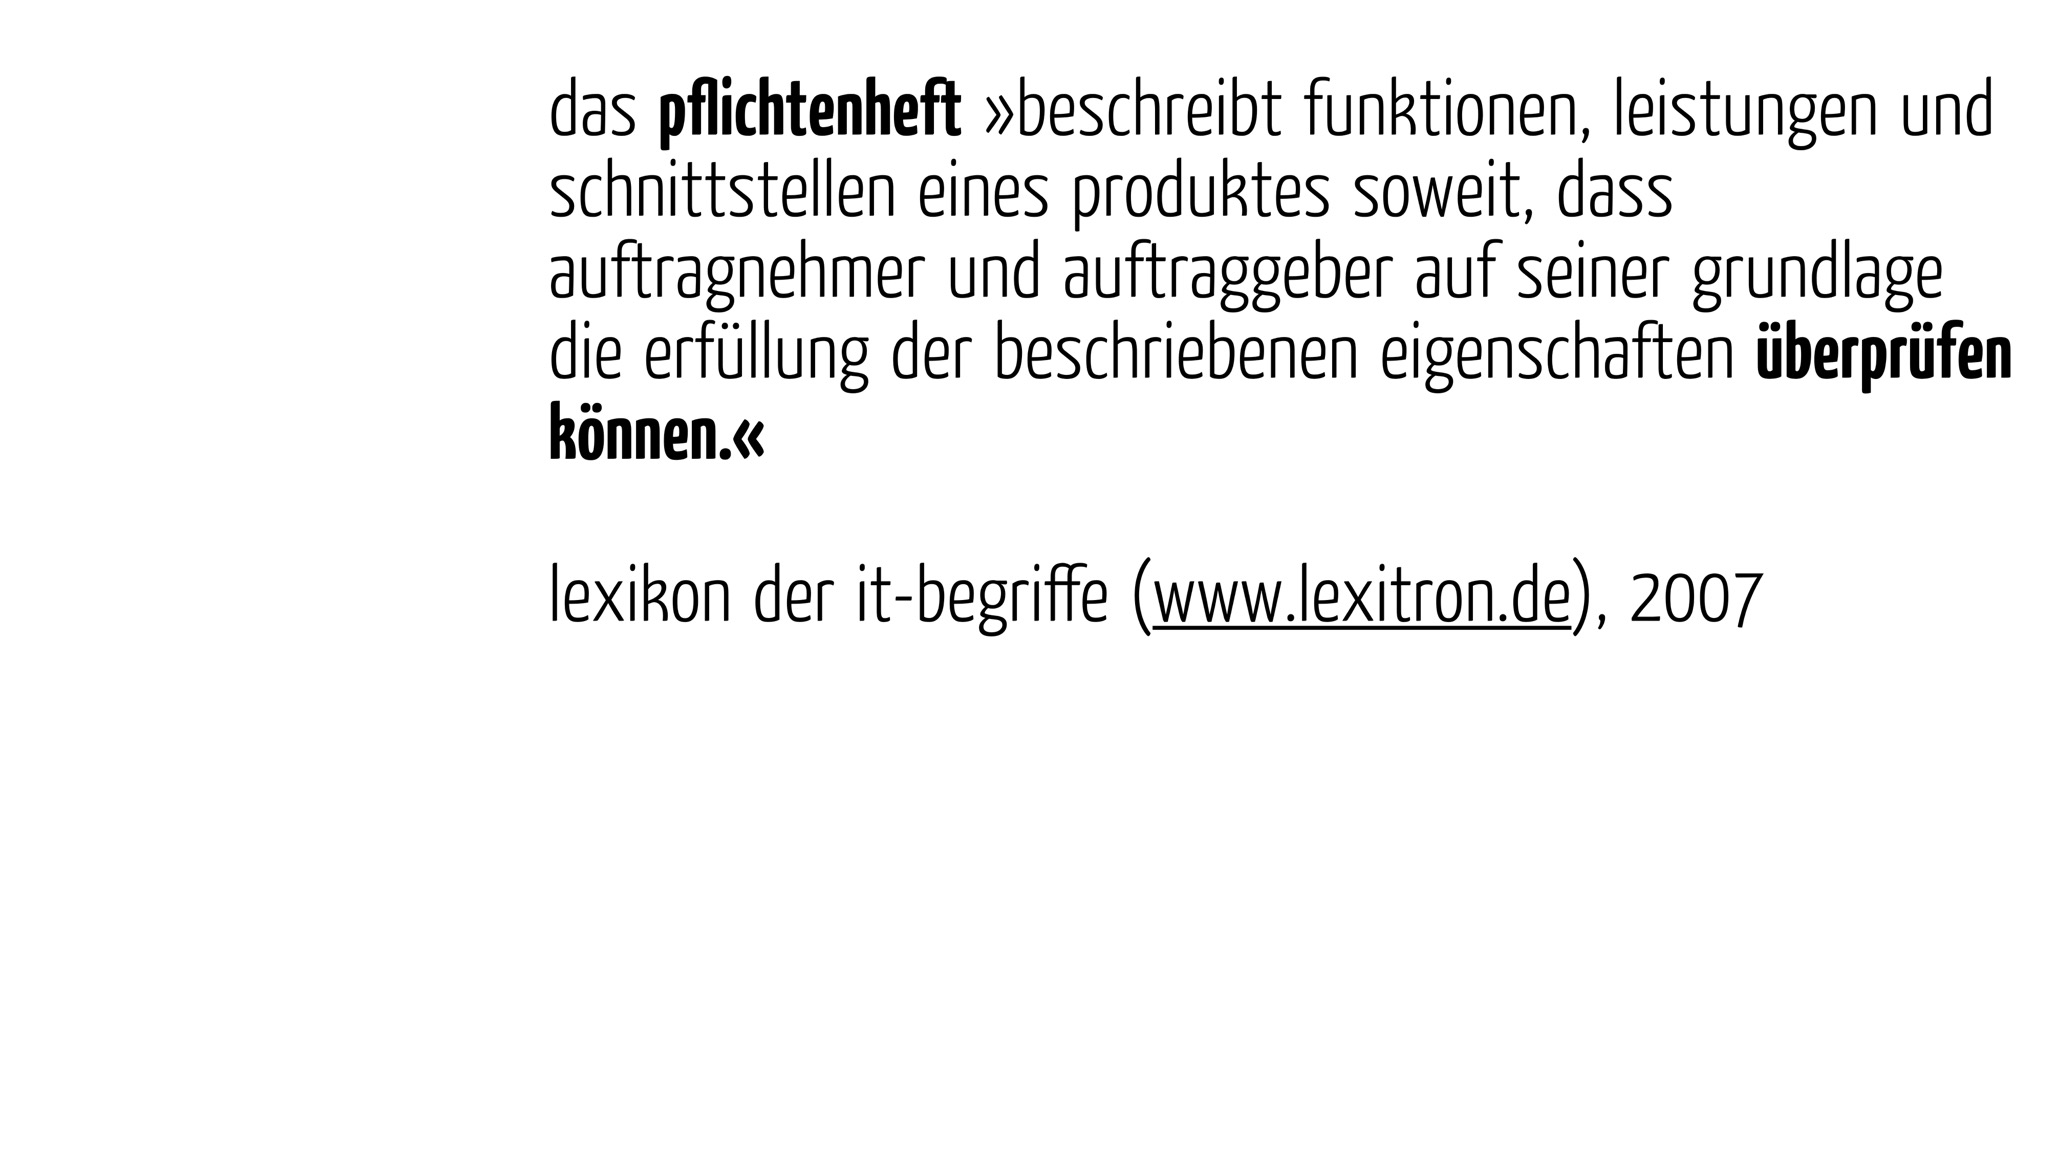 das pflichtenheft »beschreibt funktionen, leistungen und
schnittstellen eines produktes soweit, dass
auftragnehmer und auftraggeber auf seiner grundlage
die erfüllung der beschriebenen eigenschaften überprüfen
können.«
lexikon der it-begriffe (www.lexitron.de), 2007